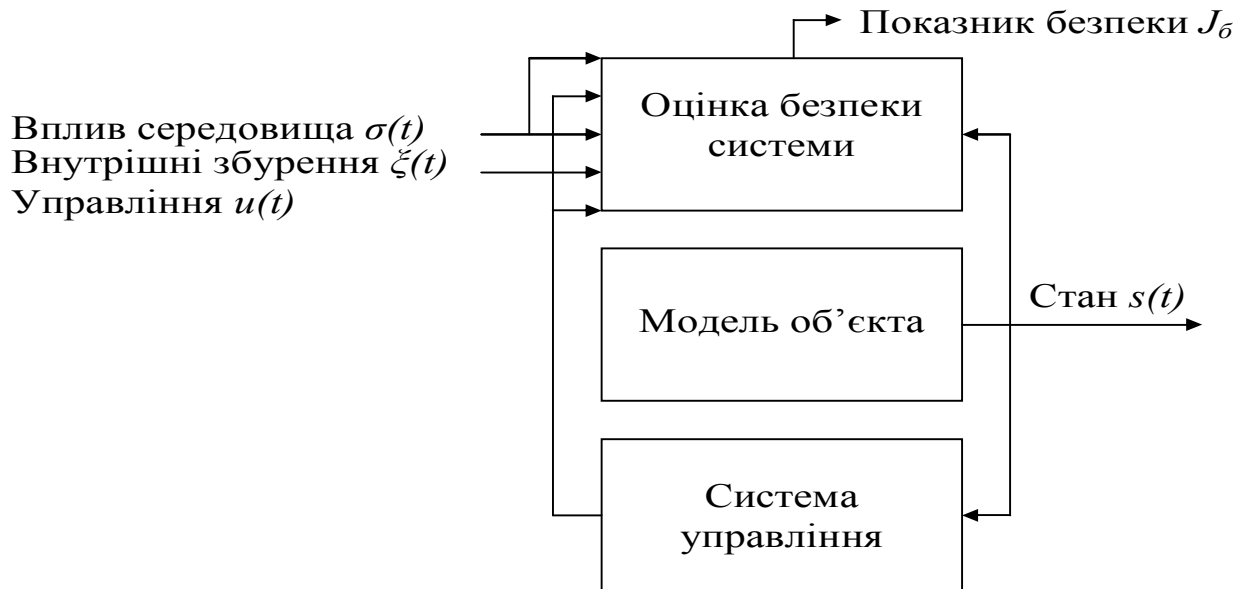 Показник безпеки Jб
Оцінка безпеки
системи
Вплив середовища σ(t)
Внутрішні збурення ξ(t)
Управління u(t)
Модель об’єкта
Стан s(t)
Система
управління